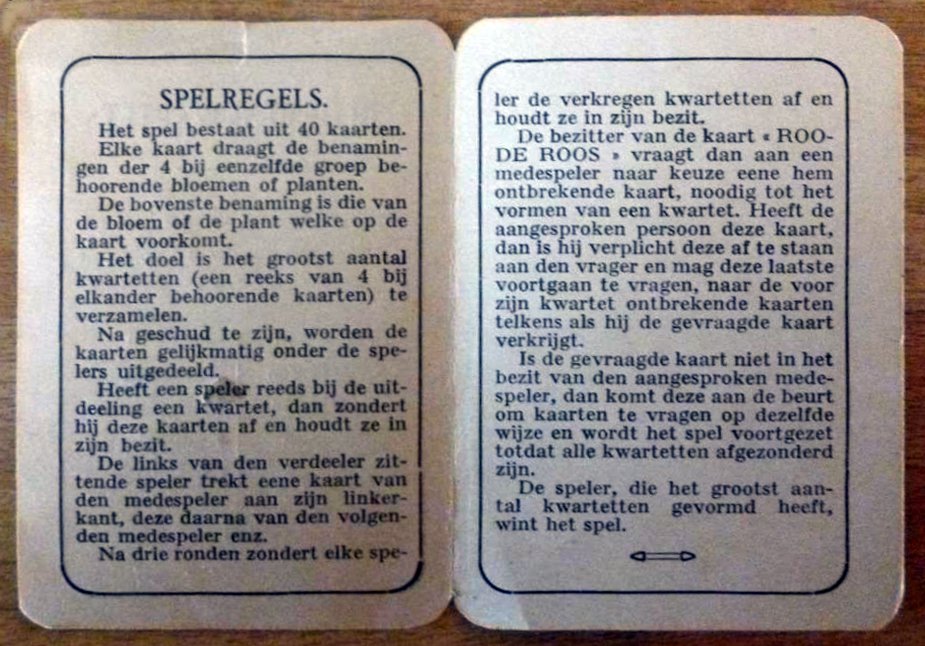 SPELREGELS.
Het spel bestaat uit 40 kaarten.
Elke kaart draagt de benamin-
gen der 4 bij eenzelfde groep be-
hoorende bloemen of planten.
De bovenste benaming is die van
de bloem of de plant welke op de
kaart voorkomt.
Het doel is het grootst aantal
kwartetten (een reeks van 4 bij
elkander behoorende kaarten) te
verzamelen.
Na geschud te zijn, worden de
kaarten gelijkmatig onder de spe-
lers uitgedeeld.
Heeft een speler reeds bij de uit-
deeling een kwartet, dan zondert
hij deze kaarten af en houdt ze in
zijn bezit.
De links van den verdeeler zit-
tende speler trekt eene kaart van
den medespeler aan zijn linker-
kant, deze daarna van den volgen-
den medespeler enz.
Na drie ronden zondert elke spe-
ler de verkregen kwartetten af en
houdt ze in zijn bezit.
De bezitter van de kaart « ROO-
DE ROOS » vraagt dan aan een
medespeler naar keuze eene hem
ontbrekende kaart, noodig tot het
vormen van een kwartet. Heeft de
aangesproken persoon deze kaart,
dan is hij verplicht deze af te staan
aan den vrager en mag deze laatste
voortgaan te vragen, naar de voor
zijn kwartet ontbrekende kaarten
telkens als hij de gevraagde kaart
verkrijgt.
Is de gevraagde kaart niet in het
bezit van den aangesproken mede-
speler, dan komt deze aan de beurt
om kaarten te vragen op dezelfde
wijze en wordt het spel voortgezet
totdat alle kwartetten afgezonderd
zijn.
De speler, die het grootst aan-
tal kwartetten gevormd heeft,
wint het spel.